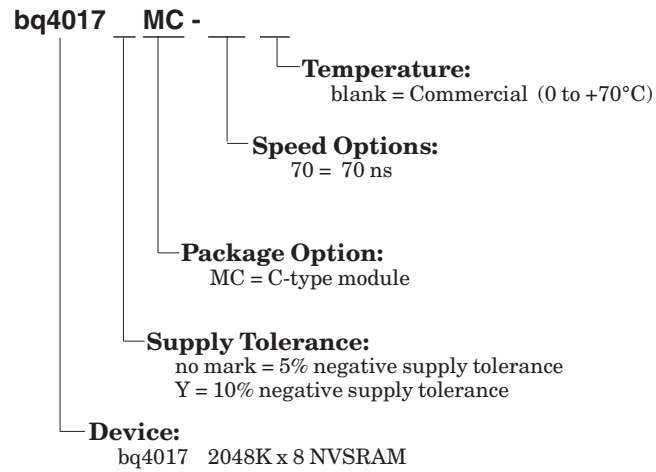 bq4017 MC -
Temperature:
blank = Commercial (0 to +70°C)
Speed Options:
70 = 70 ns
Package Option:
MC = C-type module
Supply Tolerance:
no mark = 5% negative supply tolerance
Y = 10% negative supply tolerance
Device:
bq4017 2048K x 8 NVSRAM